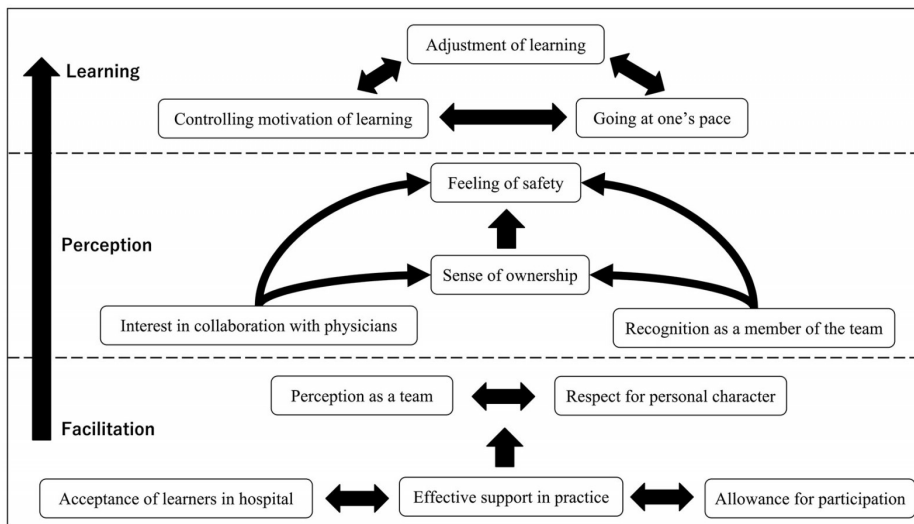 Adjustment of learning
Learning
Controlling motivation of learning
Going at one’s pace
Feeling of safety
Perception
Sense of ownership
Interest in collaboration with physicians
Recognition as a member of the team
Perception as a team
Respect for personal character
Facilitation
Acceptance of learners in hospital
Effective support in practice
Allowance for participation